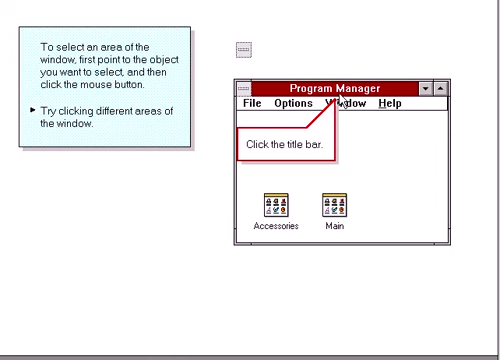 To select an area of the
window, first point to the object
you want to select, and then
click the mouse button.
Try clicking different areas of
the window.
Program Manager
File Options Window Help
Click the title bar.
Accessories Main